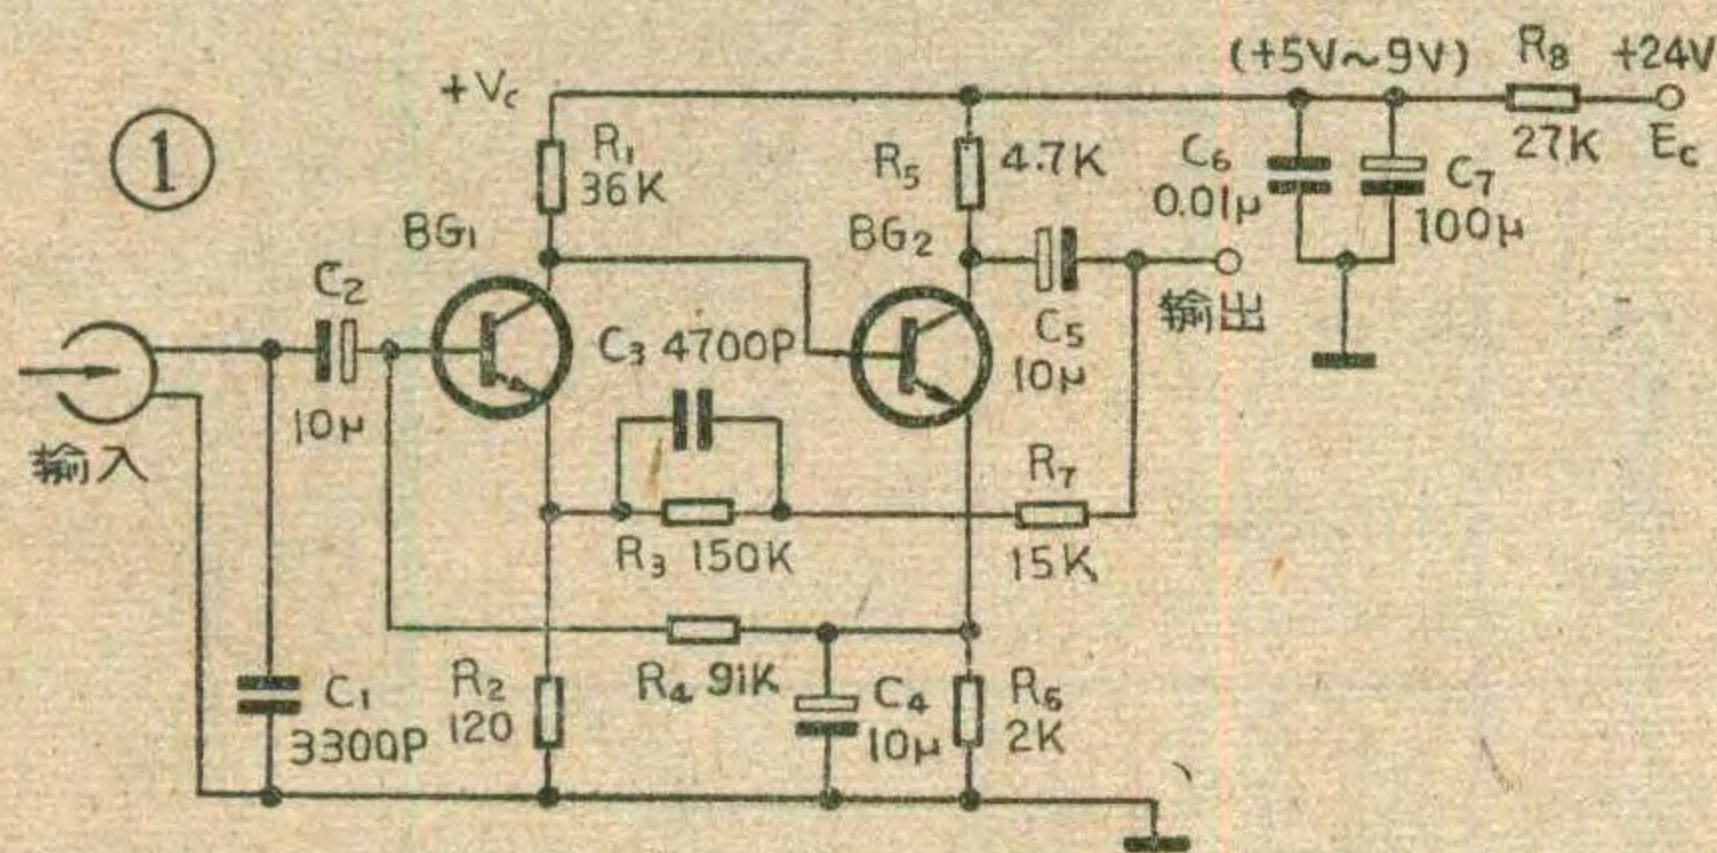 ①
+Vc
(+5V~9V)
R8
+24V
27K
Ec
R1
36K
R5
4.7K
C6
0.01μ
C7
100μ
BG1
BG2
C2
10μ
C3 4700P
C5
10μ
输出
输入
R7
15K
R3 150K
R4 91K
C1
3300P
R2
120
C4
10μ
R6
2K